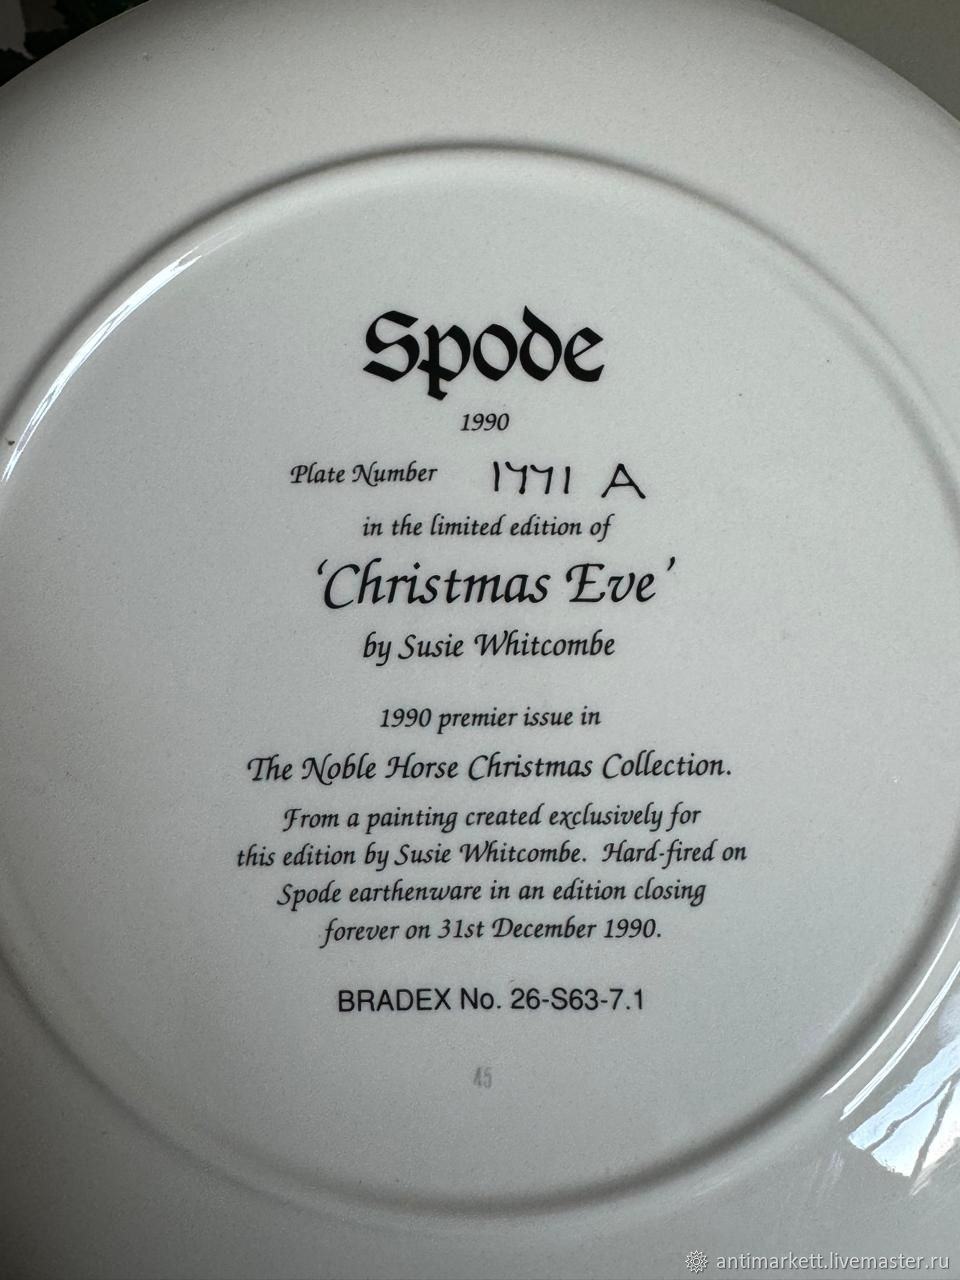 Spode
1990
Plate Number 1771 A
in the limited edition of
‘Christmas Eve’
by Susie Whitcombe
1990 premier issue in
The Noble Horse Christmas Collection.
From a painting created exclusively for
this edition by Susie Whitcombe. Hard-fired on
Spode earthenware in an edition closing
forever on 31st December 1990.
BRADEX No. 26-S63-7.1
45
antimarkett.livemaster.ru